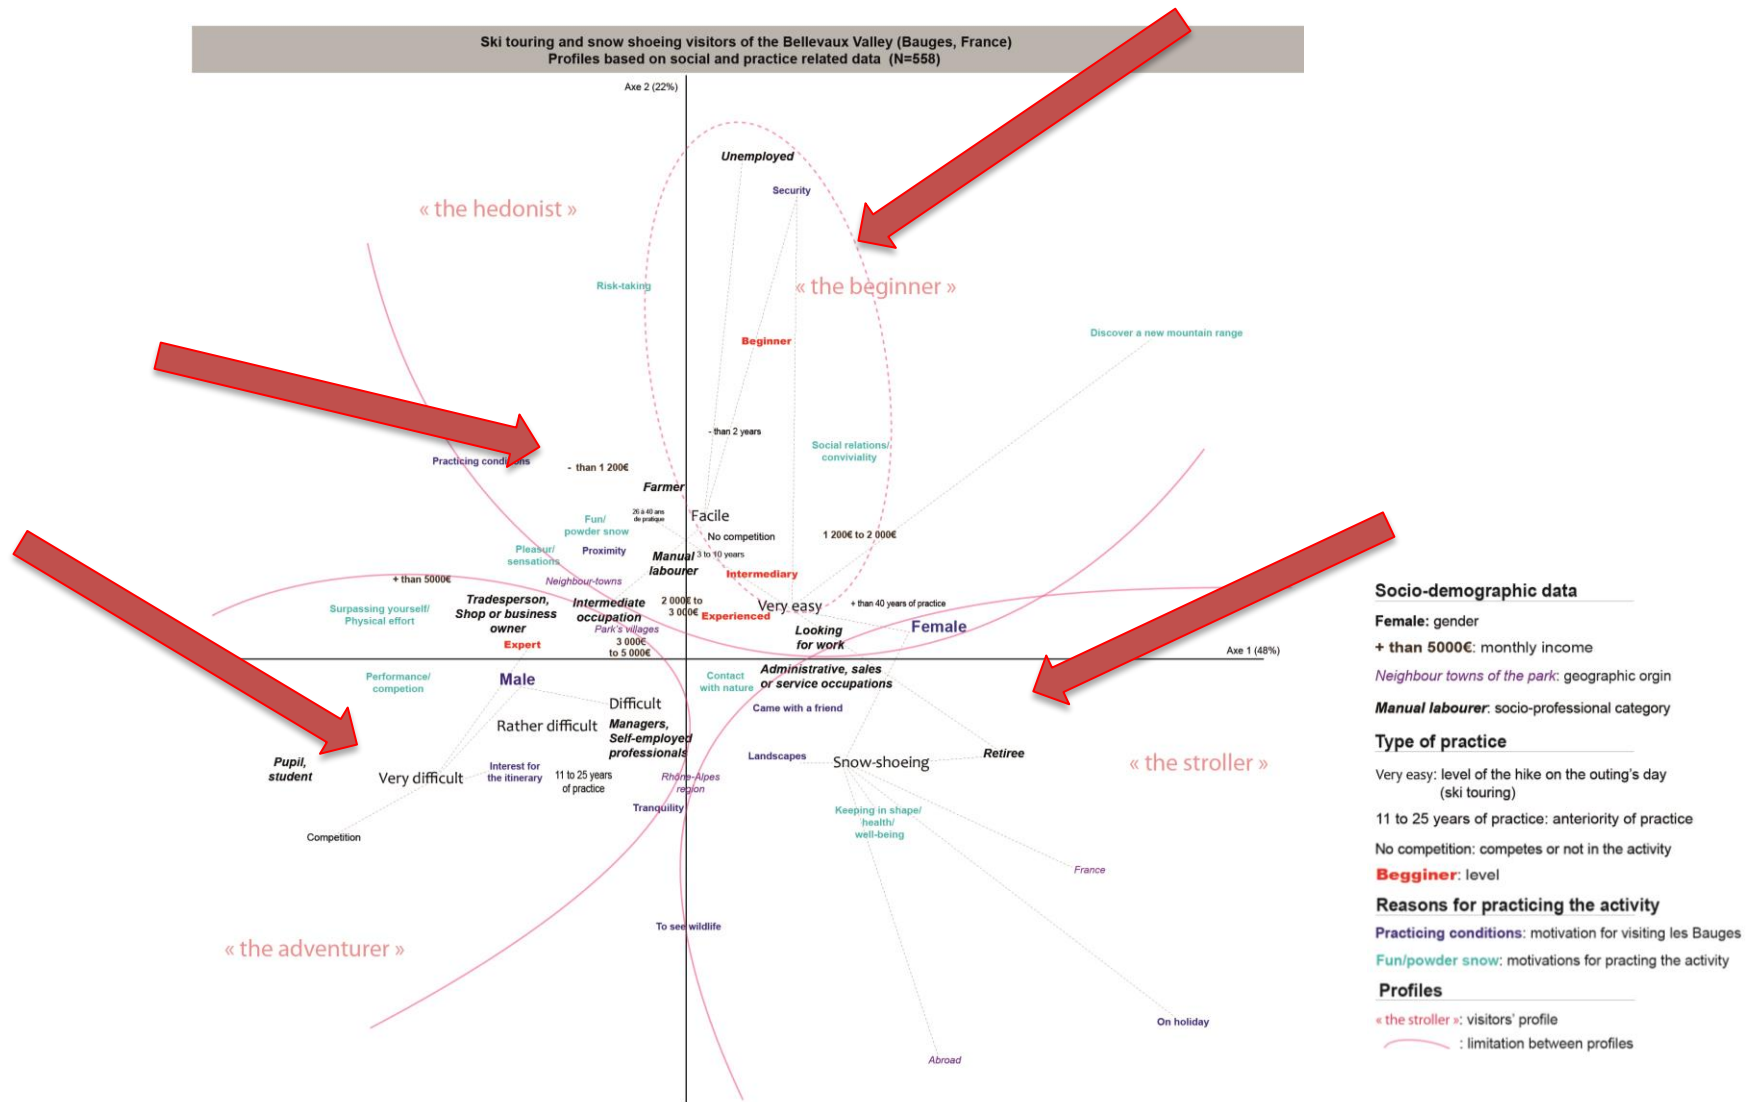 Ski touring and snow shoeing visitors of the Bellevaux Valley (Bauges, France)
Profiles based on social and practice related data (N=558)
Axe 2 (22%)
Unemployed
Security
« the hedonist »
Risk-taking
« the beginner »
Beginner
Discover a new mountain range
- than 2 years
Social relations/
conviviality
Practicing conditions
- than 1 200€
Farmer
26 à 40 ans
de pratique
Facile
Fun/
powder snow
No competition
1 200€ to 2 000€
Pleasur/
sensations
Proximity
Manual
labourer
3 to 10 years
Intermediary
Neighbour-towns
+ than 5000€
Tradesperson,
Shop or business
owner
Intermediate
occupation
2 000€ to
3 000€
Surpassing yourself/
Physical effort
Experienced
Very easy
+ than 40 years of practice
Park's villages
Looking
for work
Female
Expert
3 000€
to 5 000€
Axe 1 (48%)
Performance/
competion
Male
Contact
with nature
Administrative, sales
or service occupations
Difficult
Came with a friend
Rather difficult
Managers,
Self-employed
professionals
Pupil,
student
Very difficult
Interest for
the itinerary
11 to 25 years
of practice
Landscapes
Snow-shoeing
Retiree
« the stroller »
Rhône-Alpes
region
Tranquility
Keeping in shape/
health/
well-being
Competition
France
To see wildlife
« the adventurer »
On holiday
Abroad
Socio-demographic data
Female: gender
+ than 5000€: monthly income
Neighbour towns of the park: geographic orgin
Manual labourer: socio-professional category
Type of practice
Very easy: level of the hike on the outing's day
(ski touring)
11 to 25 years of practice: anteriority of practice
No competition: competes or not in the activity
Begginer: level
Reasons for practicing the activity
Practicing conditions: motivation for visiting les Bauges
Fun/powder snow: motivations for practing the activity
Profiles
« the stroller »: visitors' profile
: limitation between profiles